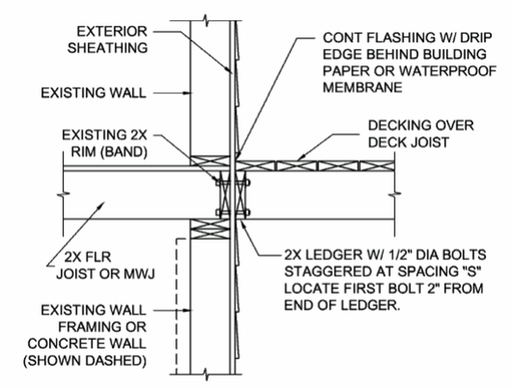 EXTERIOR
SHEATHING
EXISTING WALL
EXISTING 2X
RIM (BAND)
2X FLR
JOIST OR MWJ
EXISTING WALL
FRAMING OR
CONCRETE WALL
(SHOWN DASHED)
CONT FLASHING W/ DRIP
EDGE BEHIND BUILDING
PAPER OR WATERPROOF
MEMBRANE
DECKING OVER
DECK JOIST
2X LEDGER W/ 1/2" DIA BOLTS
STAGGERED AT SPACING "S"
LOCATE FIRST BOLT 2" FROM
END OF LEDGER.